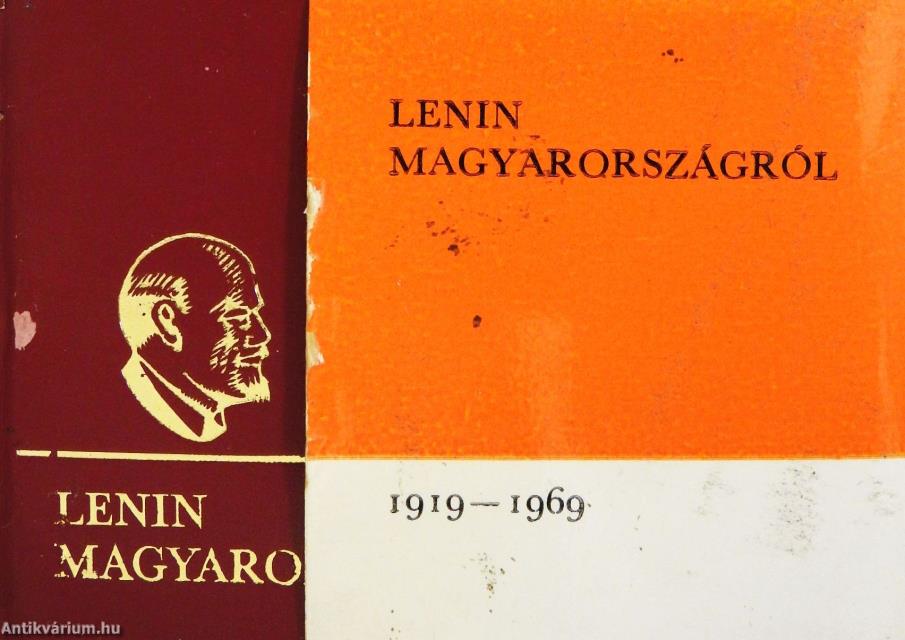 LENIN
MAGYARORSZÁGRÓL
1919—1969
LENIN
MAGYARO
Antikvárium.hu